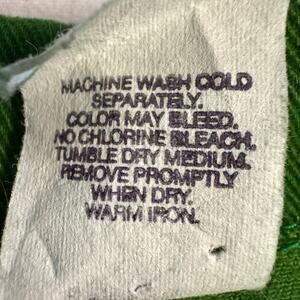 MACHINE WASH COLD
SEPARATELY.
COLOR MAY BLEED.
NO CHLORINE BLEACH.
TUMBLE DRY MEDIUM.
REMOVE PROMPTLY
WHEN DRY.
WARM IRON.